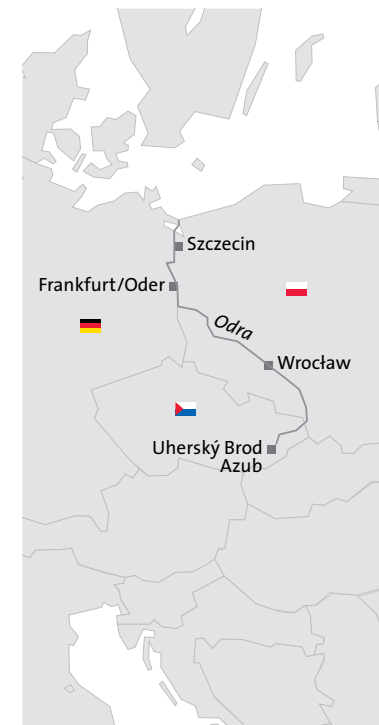 Szczecin
Frankfurt/Oder
Odra
Wrocław
Uherský Brod
Azub